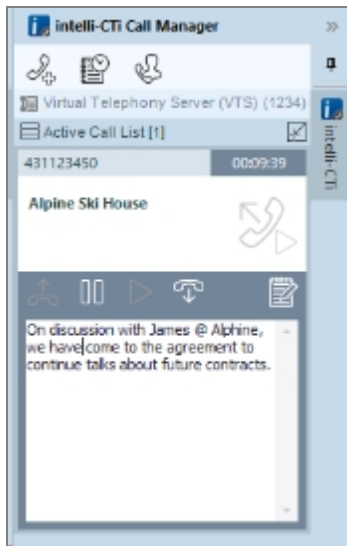 intelli-CTi Call Manager
Virtual Telephony Server (VTS) (1234)
Active Call List [1]
431123450
00:09:39
Alpine Ski House
On discussion with James @ Alphine,
we have come to the agreement to
continue talks about future contracts.
intelli-CTi